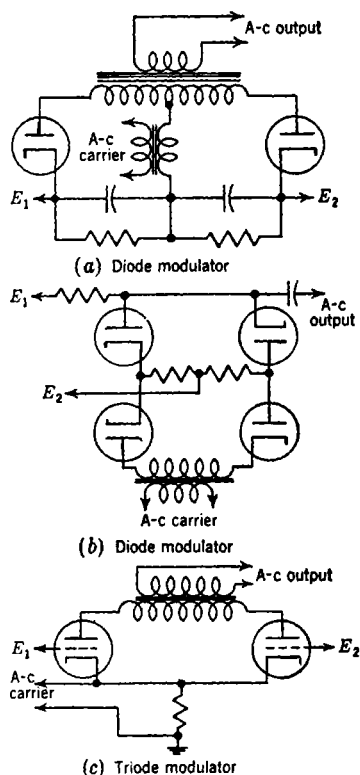 A-c output
A-c
carrier
E₁
E₂
(a) Diode modulator
E₁
A-c
output
E₂
A-c carrier
(b) Diode modulator
A-c output
E₁
E₂
A-c
carrier
(c) Triode modulator